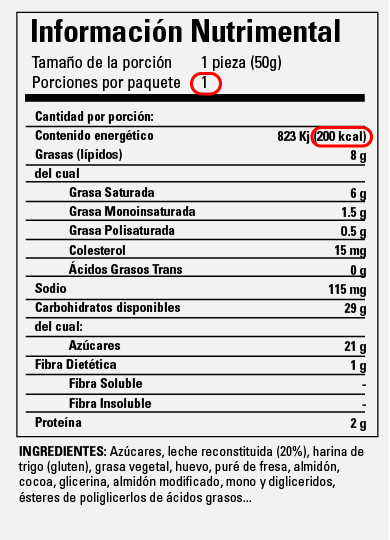 Información Nutrimental
Tamaño de la porción 1 pieza (50g)
Porciones por paquete 1
Cantidad por porción:
Contenido energético 823 Kj (200 kcal)
Grasas (lípidos) 8 g
del cual
Grasa Saturada 6 g
Grasa Monoinsaturada 1.5 g
Grasa Polisaturada 0.5 g
Colesterol 15 mg
Ácidos Grasos Trans 0 g
Sodio 115 mg
Carbohidratos disponibles 29 g
del cual:
Azúcares 21 g
Fibra Dietética 1 g
Fibra Soluble -
Fibra Insoluble -
Proteína 2 g
INGREDIENTES: Azúcares, leche reconstituida (20%), harina de
trigo (gluten), grasa vegetal, huevo, puré de fresa, almidón,
cocoa, glicerina, almidón modificado, mono y digliceridos,
ésteres de poliglicerlos de ácidos grasos...